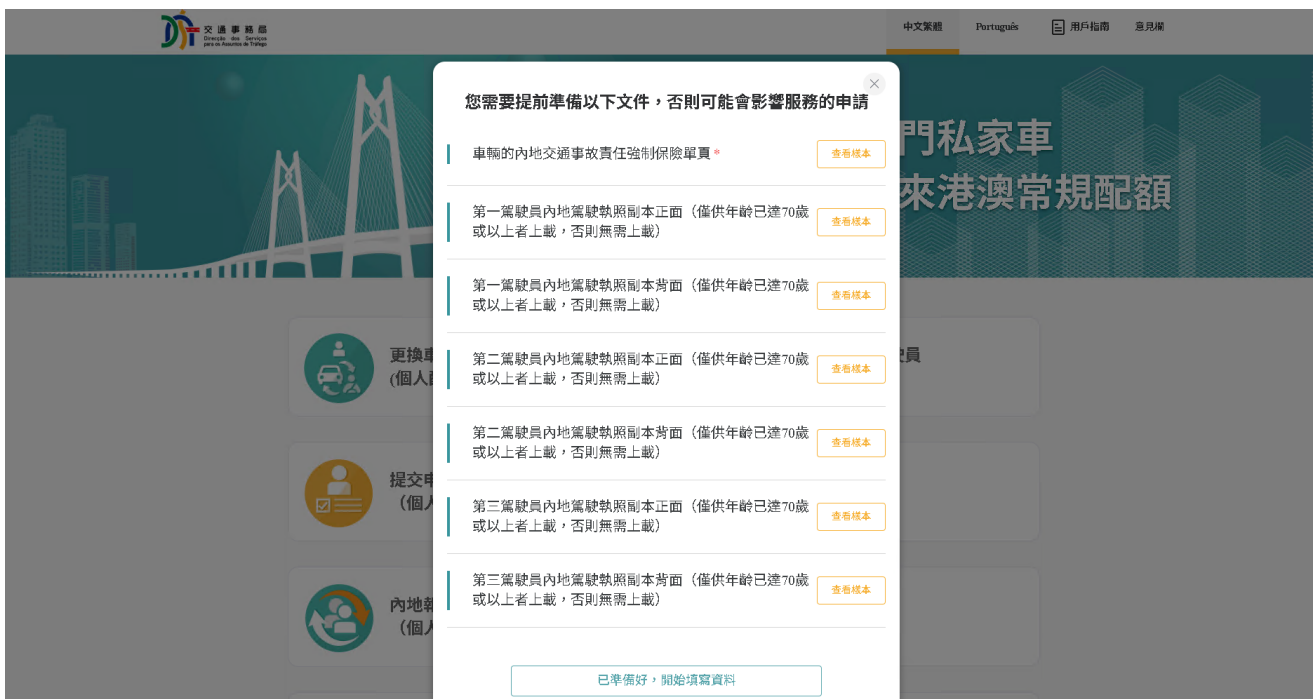 交通事務局
Direcção dos Serviços
para os Assuntos de Tráfego
中文繁體
Português
用戶指南
意見欄
門私家車
來港澳常規配額
您需要提前準備以下文件，否則可能會影響服務的申請
車輛的內地交通事故責任強制保險單頁*
查看樣本
第一駕駛員內地駕駛執照副本正面（僅供年齡已達70歲
或以上者上載，否則無需上載）
查看樣本
第一駕駛員內地駕駛執照副本背面（僅供年齡已達70歲
或以上者上載，否則無需上載）
查看樣本
第二駕駛員內地駕駛執照副本正面（僅供年齡已達70歲
或以上者上載，否則無需上載）
查看樣本
第二駕駛員內地駕駛執照副本背面（僅供年齡已達70歲
或以上者上載，否則無需上載）
查看樣本
第三駕駛員內地駕駛執照副本正面（僅供年齡已達70歲
或以上者上載，否則無需上載）
查看樣本
第三駕駛員內地駕駛執照副本背面（僅供年齡已達70歲
或以上者上載，否則無需上載）
查看樣本
已準備好，開始填寫資料
更換車
(個人
員
提交申
（個人
內地
（個人